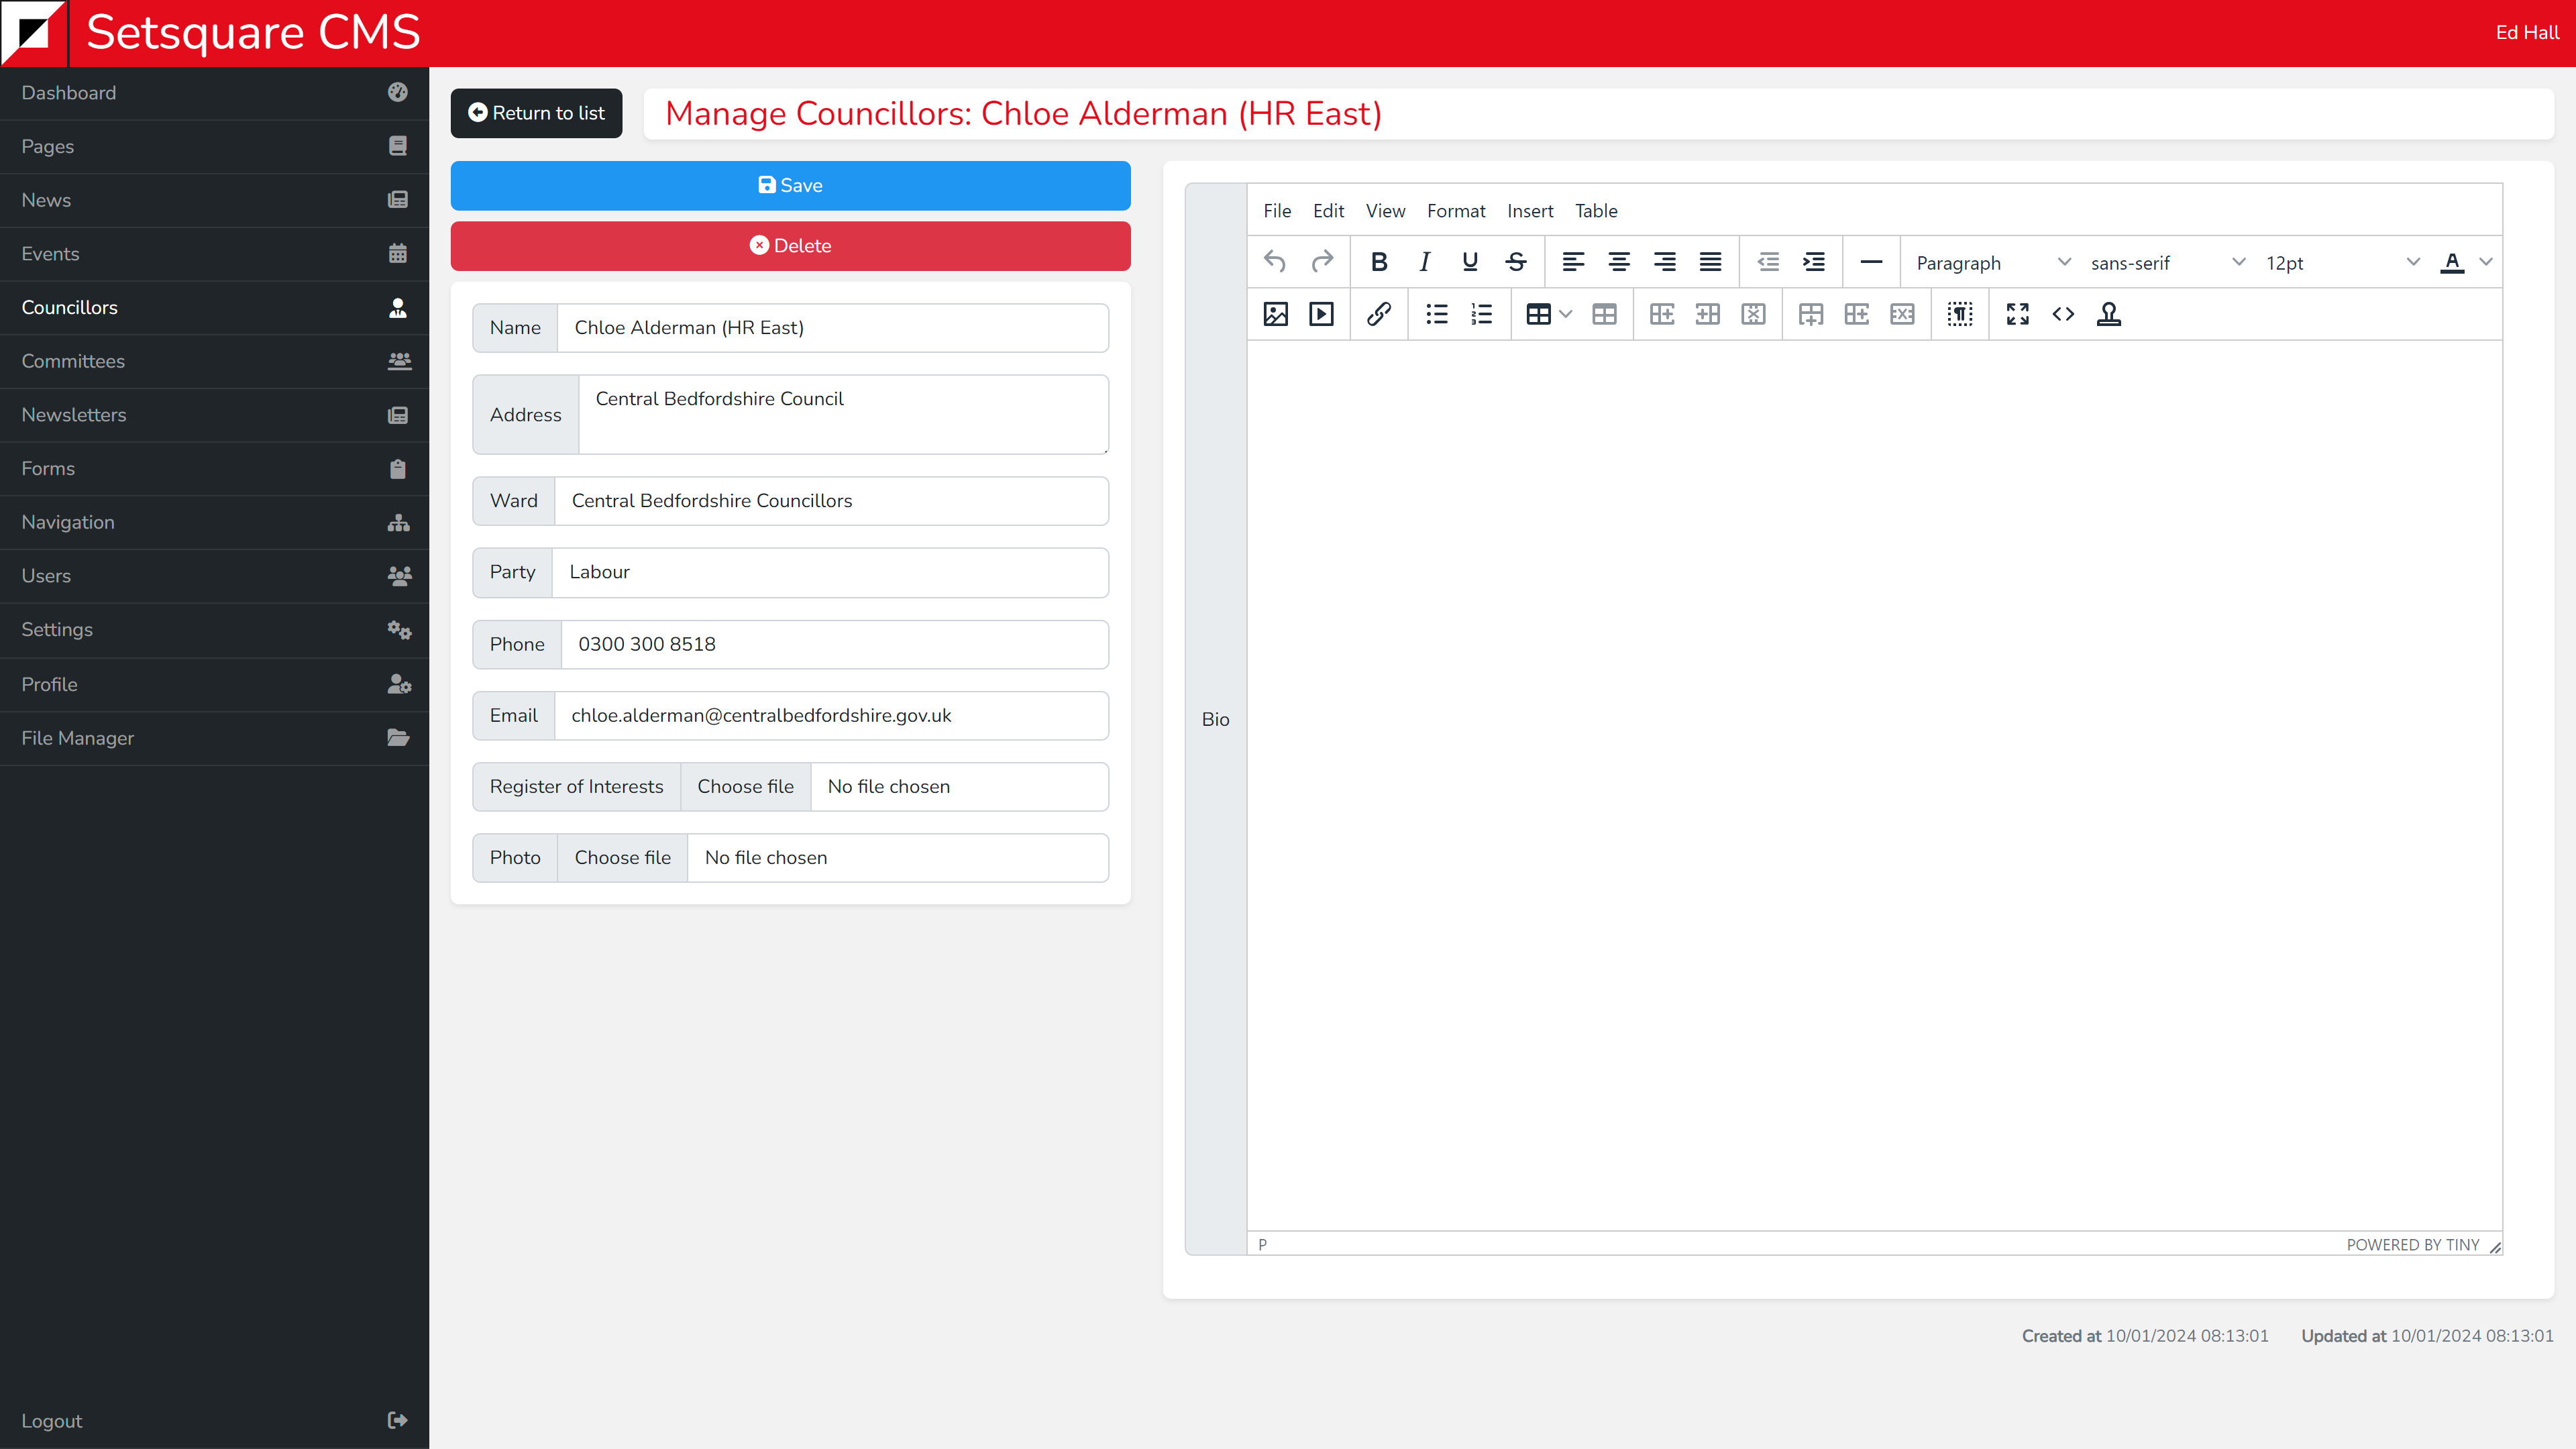 Setsquare CMS
Ed Hall
Dashboard
Pages
News
Events
Councillors
Committees
Newsletters
Forms
Navigation
Users
Settings
Profile
File Manager
Logout
Return to list
Manage Councillors: Chloe Alderman (HR East)
Save
Delete
Name Chloe Alderman (HR East)
Address Central Bedfordshire Council
Ward Central Bedfordshire Councillors
Party Labour
Phone 0300 300 8518
Email chloe.alderman@centralbedfordshire.gov.uk
Register of Interests Choose file No file chosen
Photo Choose file No file chosen
Bio
File Edit View Format Insert Table
Paragraph sans-serif 12pt
P POWERED BY TINY
Created at 10/01/2024 08:13:01 Updated at 10/01/2024 08:13:01